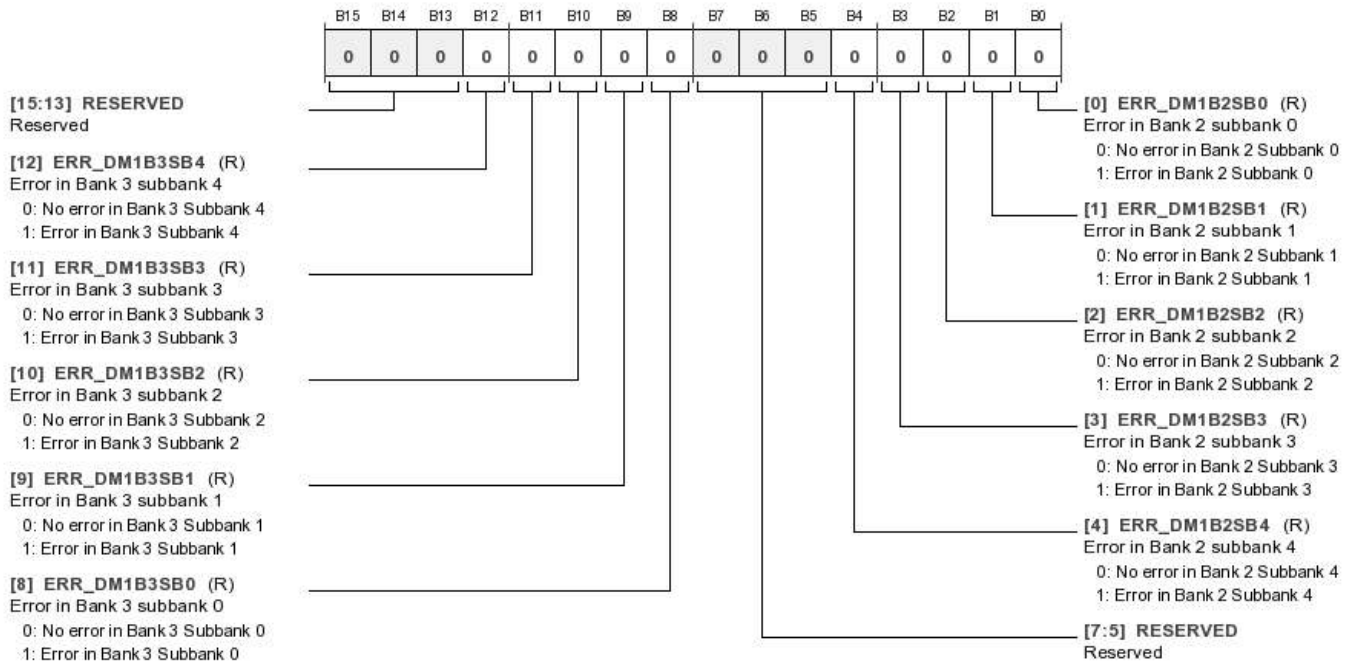 B15 B14 B13 B12 B11 B10 B9 B8 B7 B6 B5 B4 B3 B2 B1 B0
0 0 0 0 0 0 0 0 0 0 0 0 0 0 0 0
[15:13] RESERVED
Reserved
[12] ERR_DM1B3SB4 (R)
Error in Bank 3 subbank 4
0: No error in Bank 3 Subbank 4
1: Error in Bank 3 Subbank 4
[11] ERR_DM1B3SB3 (R)
Error in Bank 3 subbank 3
0: No error in Bank 3 Subbank 3
1: Error in Bank 3 Subbank 3
[10] ERR_DM1B3SB2 (R)
Error in Bank 3 subbank 2
0: No error in Bank 3 Subbank 2
1: Error in Bank 3 Subbank 2
[9] ERR_DM1B3SB1 (R)
Error in Bank 3 subbank 1
0: No error in Bank 3 Subbank 1
1: Error in Bank 3 Subbank 1
[8] ERR_DM1B3SB0 (R)
Error in Bank 3 subbank 0
0: No error in Bank 3 Subbank 0
1: Error in Bank 3 Subbank 0
[0] ERR_DM1B2SB0 (R)
Error in Bank 2 subbank 0
0: No error in Bank 2 Subbank 0
1: Error in Bank 2 Subbank 0
[1] ERR_DM1B2SB1 (R)
Error in Bank 2 subbank 1
0: No error in Bank 2 Subbank 1
1: Error in Bank 2 Subbank 1
[2] ERR_DM1B2SB2 (R)
Error in Bank 2 subbank 2
0: No error in Bank 2 Subbank 2
1: Error in Bank 2 Subbank 2
[3] ERR_DM1B2SB3 (R)
Error in Bank 2 subbank 3
0: No error in Bank 2 Subbank 3
1: Error in Bank 2 Subbank 3
[4] ERR_DM1B2SB4 (R)
Error in Bank 2 subbank 4
0: No error in Bank 2 Subbank 4
1: Error in Bank 2 Subbank 4
[7:5] RESERVED
Reserved